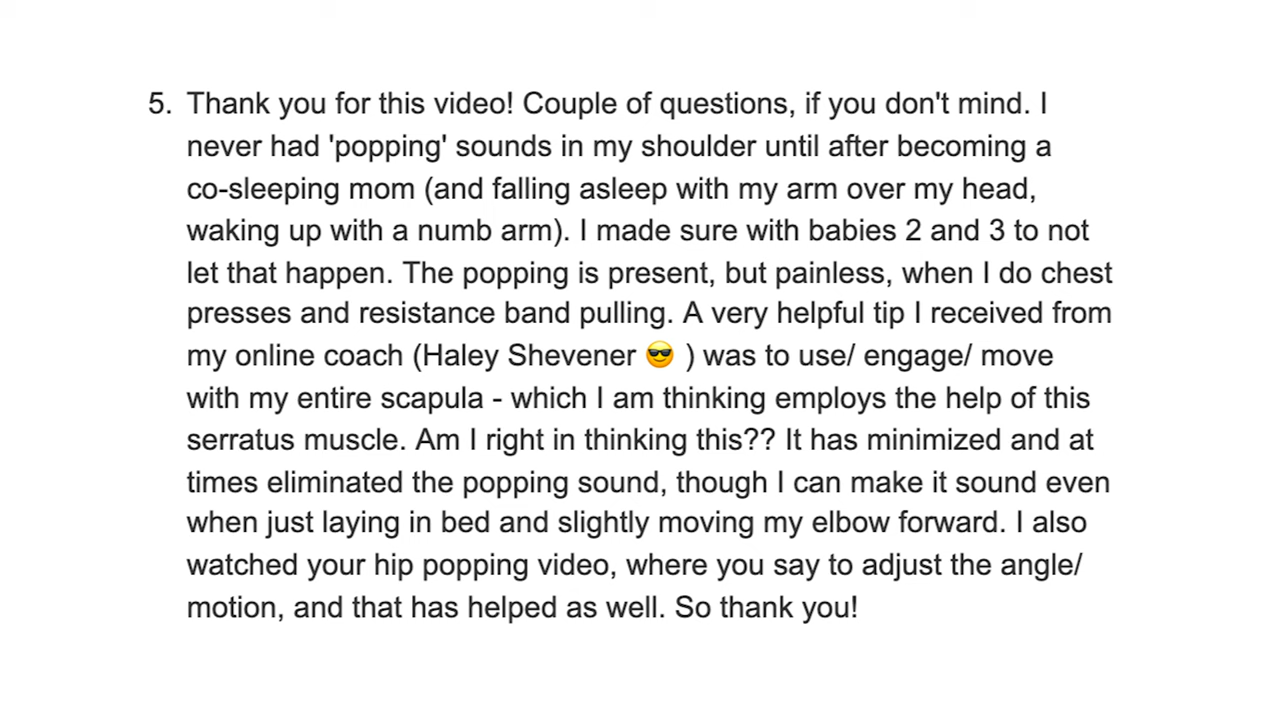 5. Thank you for this video! Couple of questions, if you don't mind. I
never had 'popping' sounds in my shoulder until after becoming a
co-sleeping mom (and falling asleep with my arm over my head,
waking up with a numb arm). I made sure with babies 2 and 3 to not
let that happen. The popping is present, but painless, when I do chest
presses and resistance band pulling. A very helpful tip I received from
my online coach (Haley Shevener 😎 ) was to use/ engage/ move
with my entire scapula - which I am thinking employs the help of this
serratus muscle. Am I right in thinking this?? It has minimized and at
times eliminated the popping sound, though I can make it sound even
when just laying in bed and slightly moving my elbow forward. I also
watched your hip popping video, where you say to adjust the angle/
motion, and that has helped as well. So thank you!